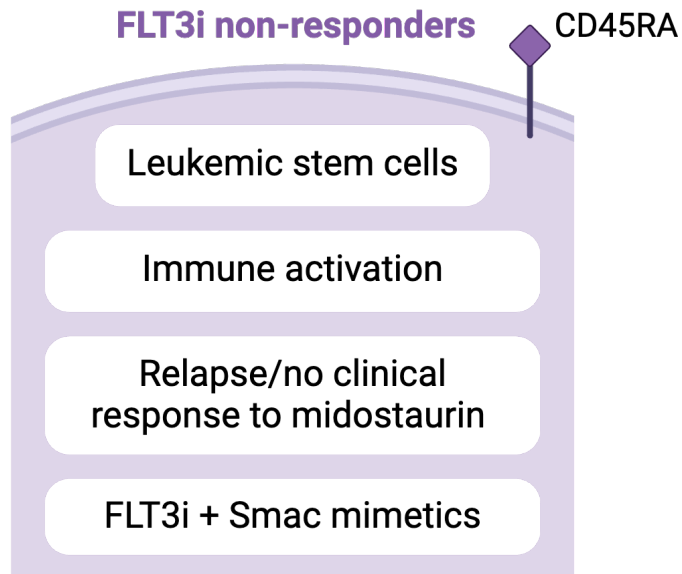 FLT3i non-responders
CD45RA
Leukemic stem cells
Immune activation
Relapse/no clinical
response to midostaurin
FLT3i + Smac mimetics